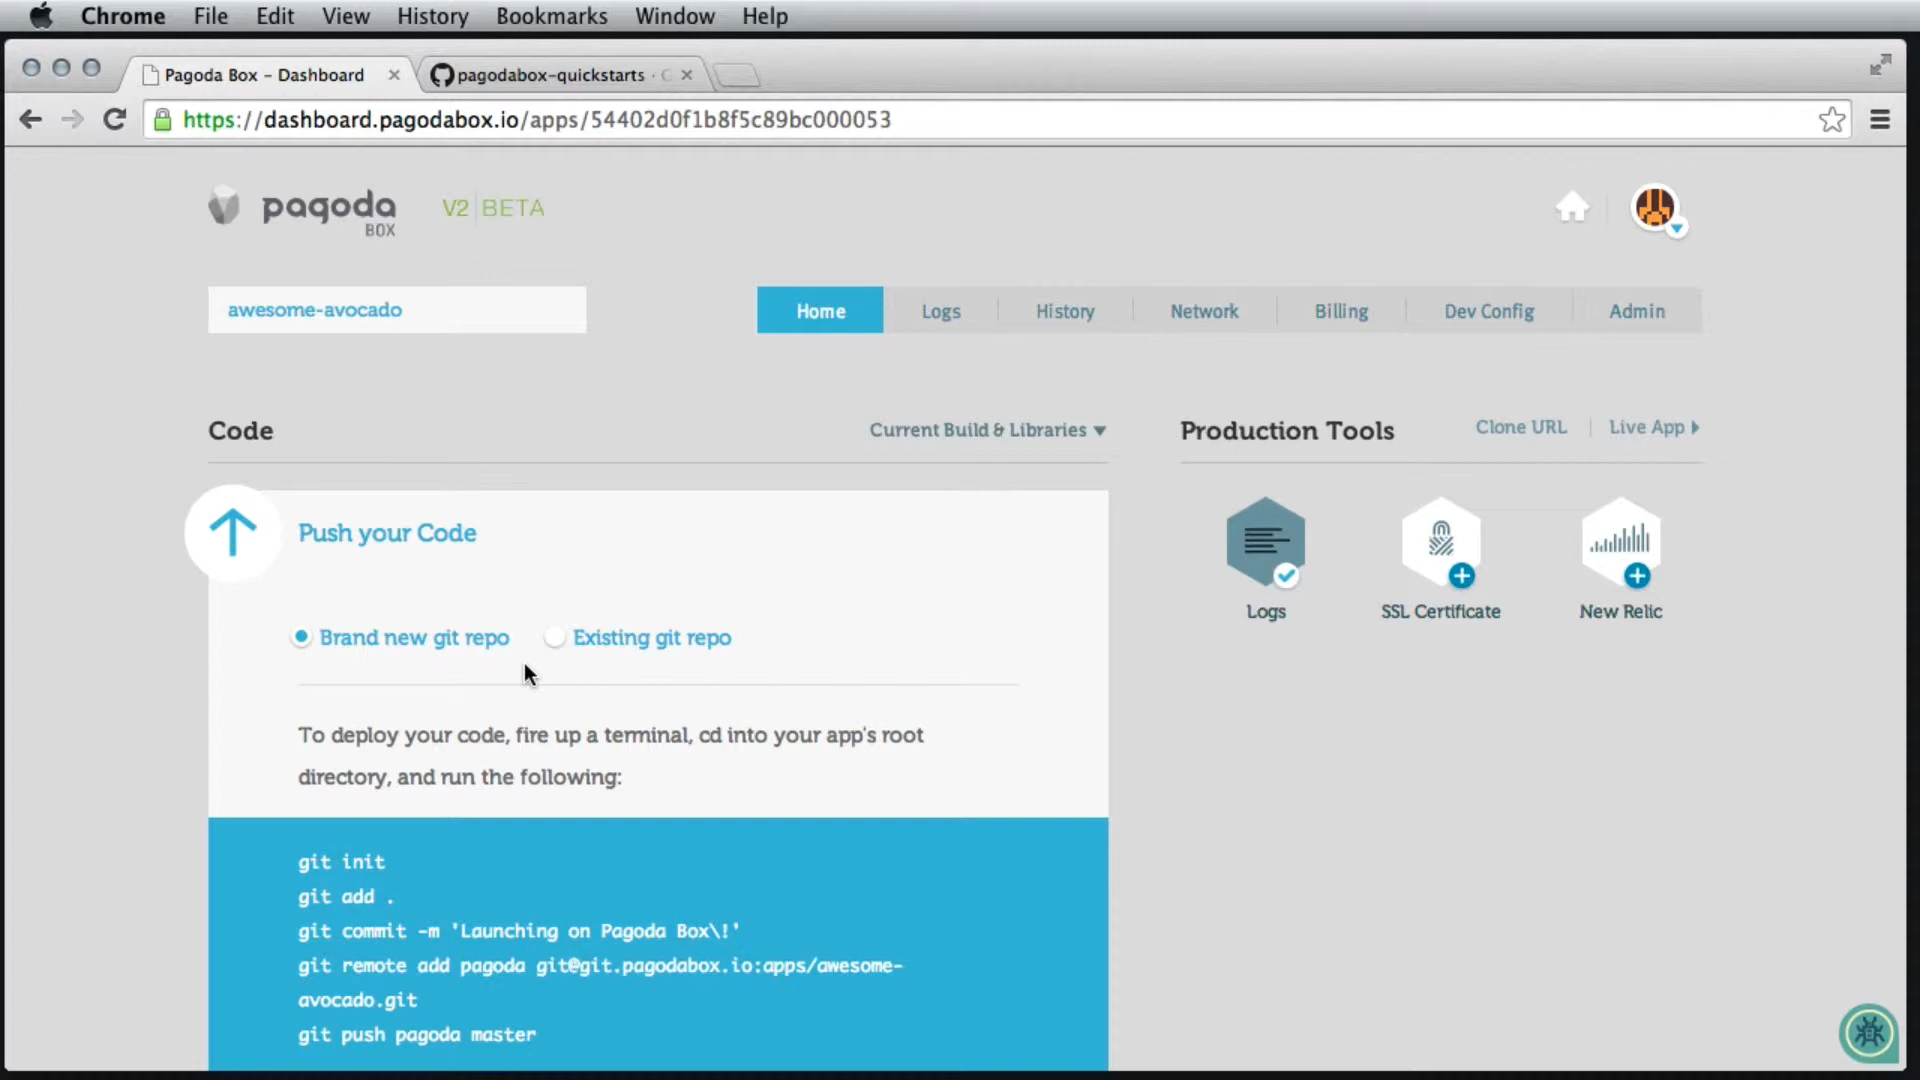 Chrome File Edit View History Bookmarks Window Help
Pagoda Box – Dashboard pagodabox-quickstarts ·
https://dashboard.pagodabox.io/apps/54402d0f1b8f5c89bc000053
pagoda
BOX
V2 BETA
awesome-avocado
Home Logs History Network Billing Dev Config Admin
Code
Current Build & Libraries
Production Tools
Clone URL
Live App
Push your Code
Logs
SSL Certificate
New Relic
Brand new git repo Existing git repo
To deploy your code, fire up a terminal, cd into your app's root
directory, and run the following:
git init
git add .
git commit -m 'Launching on Pagoda Box\!'
git remote add pagoda git@git.pagodabox.io:apps/awesome-
avocado.git
git push pagoda master